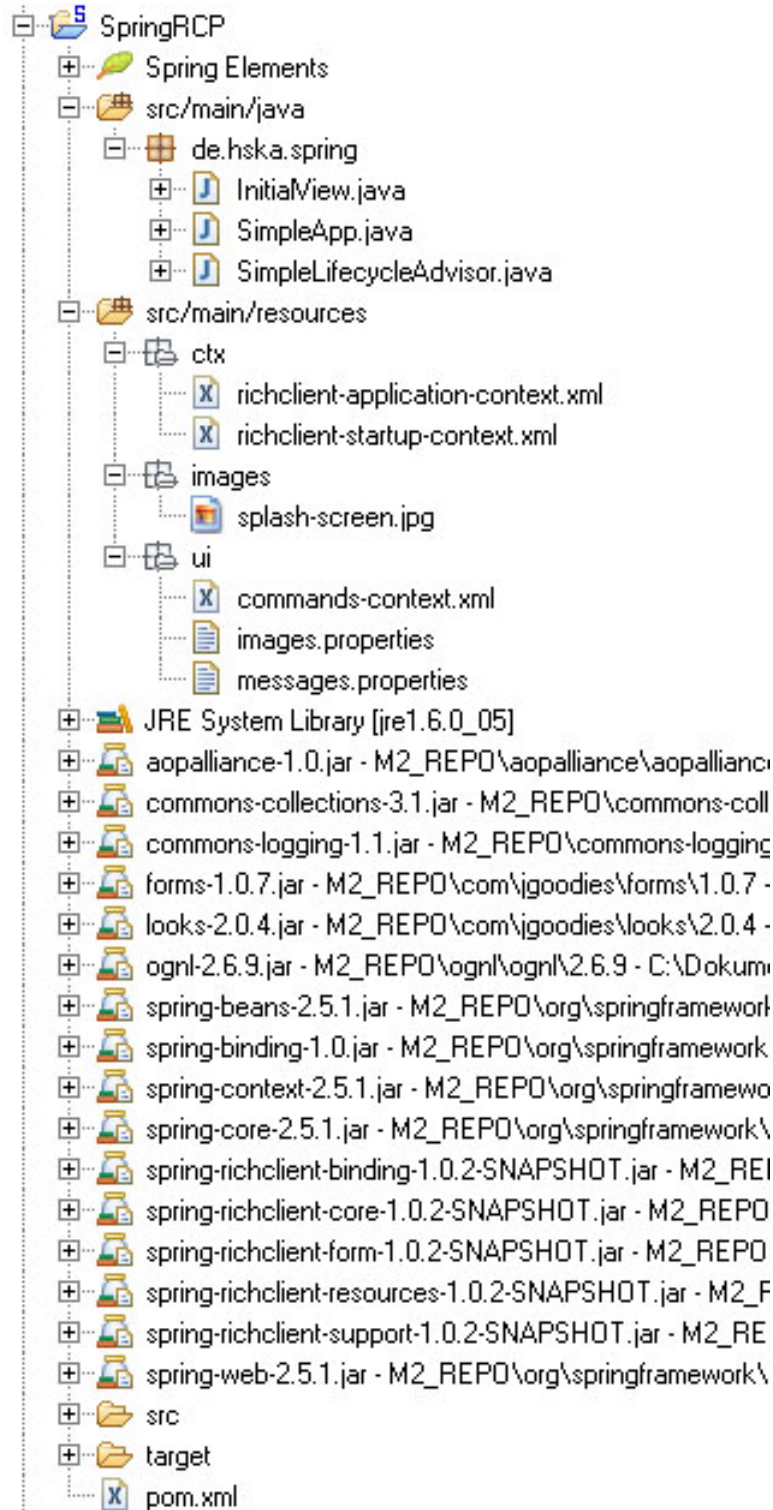 SpringRCP
Spring Elements
src/main/java
de.hska.spring
InitialView.java
SimpleApp.java
SimpleLifecycleAdvisor.java
src/main/resources
ctx
richclient-application-context.xml
richclient-startup-context.xml
images
splash-screen.jpg
ui
commands-context.xml
images.properties
messages.properties
JRE System Library [jre1.6.0_05]
aopalliance-1.0.jar - M2_REPO\aopalliance\aopalliance
commons-collections-3.1.jar - M2_REPO\commons-coll
commons-logging-1.1.jar - M2_REPO\commons-logging
forms-1.0.7.jar - M2_REPO\com\jgoodies\forms\1.0.7 -
looks-2.0.4.jar - M2_REPO\com\jgoodies\looks\2.0.4 -
ognl-2.6.9.jar - M2_REPO\ognl\ognl\2.6.9 - C:\Dokume
spring-beans-2.5.1.jar - M2_REPO\org\springframework
spring-binding-1.0.jar - M2_REPO\org\springframework
spring-context-2.5.1.jar - M2_REPO\org\springframewo
spring-core-2.5.1.jar - M2_REPO\org\springframework\
spring-richclient-binding-1.0.2-SNAPSHOT.jar - M2_REI
spring-richclient-core-1.0.2-SNAPSHOT.jar - M2_REPO
spring-richclient-form-1.0.2-SNAPSHOT.jar - M2_REPO
spring-richclient-resources-1.0.2-SNAPSHOT.jar - M2_R
spring-richclient-support-1.0.2-SNAPSHOT.jar - M2_RE
spring-web-2.5.1.jar - M2_REPO\org\springframework\
src
target
pom.xml